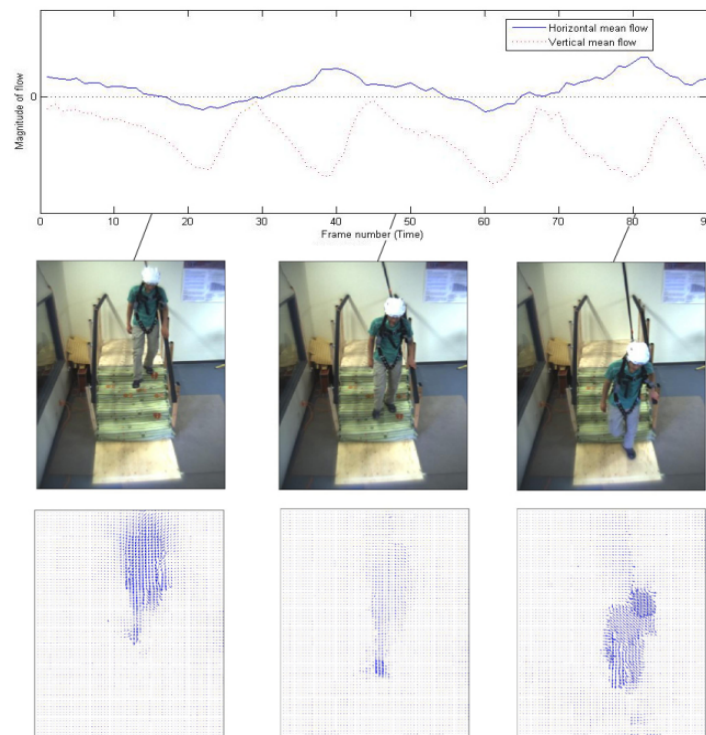 Horizontal mean flow
Vertical mean flow
Magnitude of flow
0
0 10 20 30 40 50 60 70 80 90
Frame number (Time)